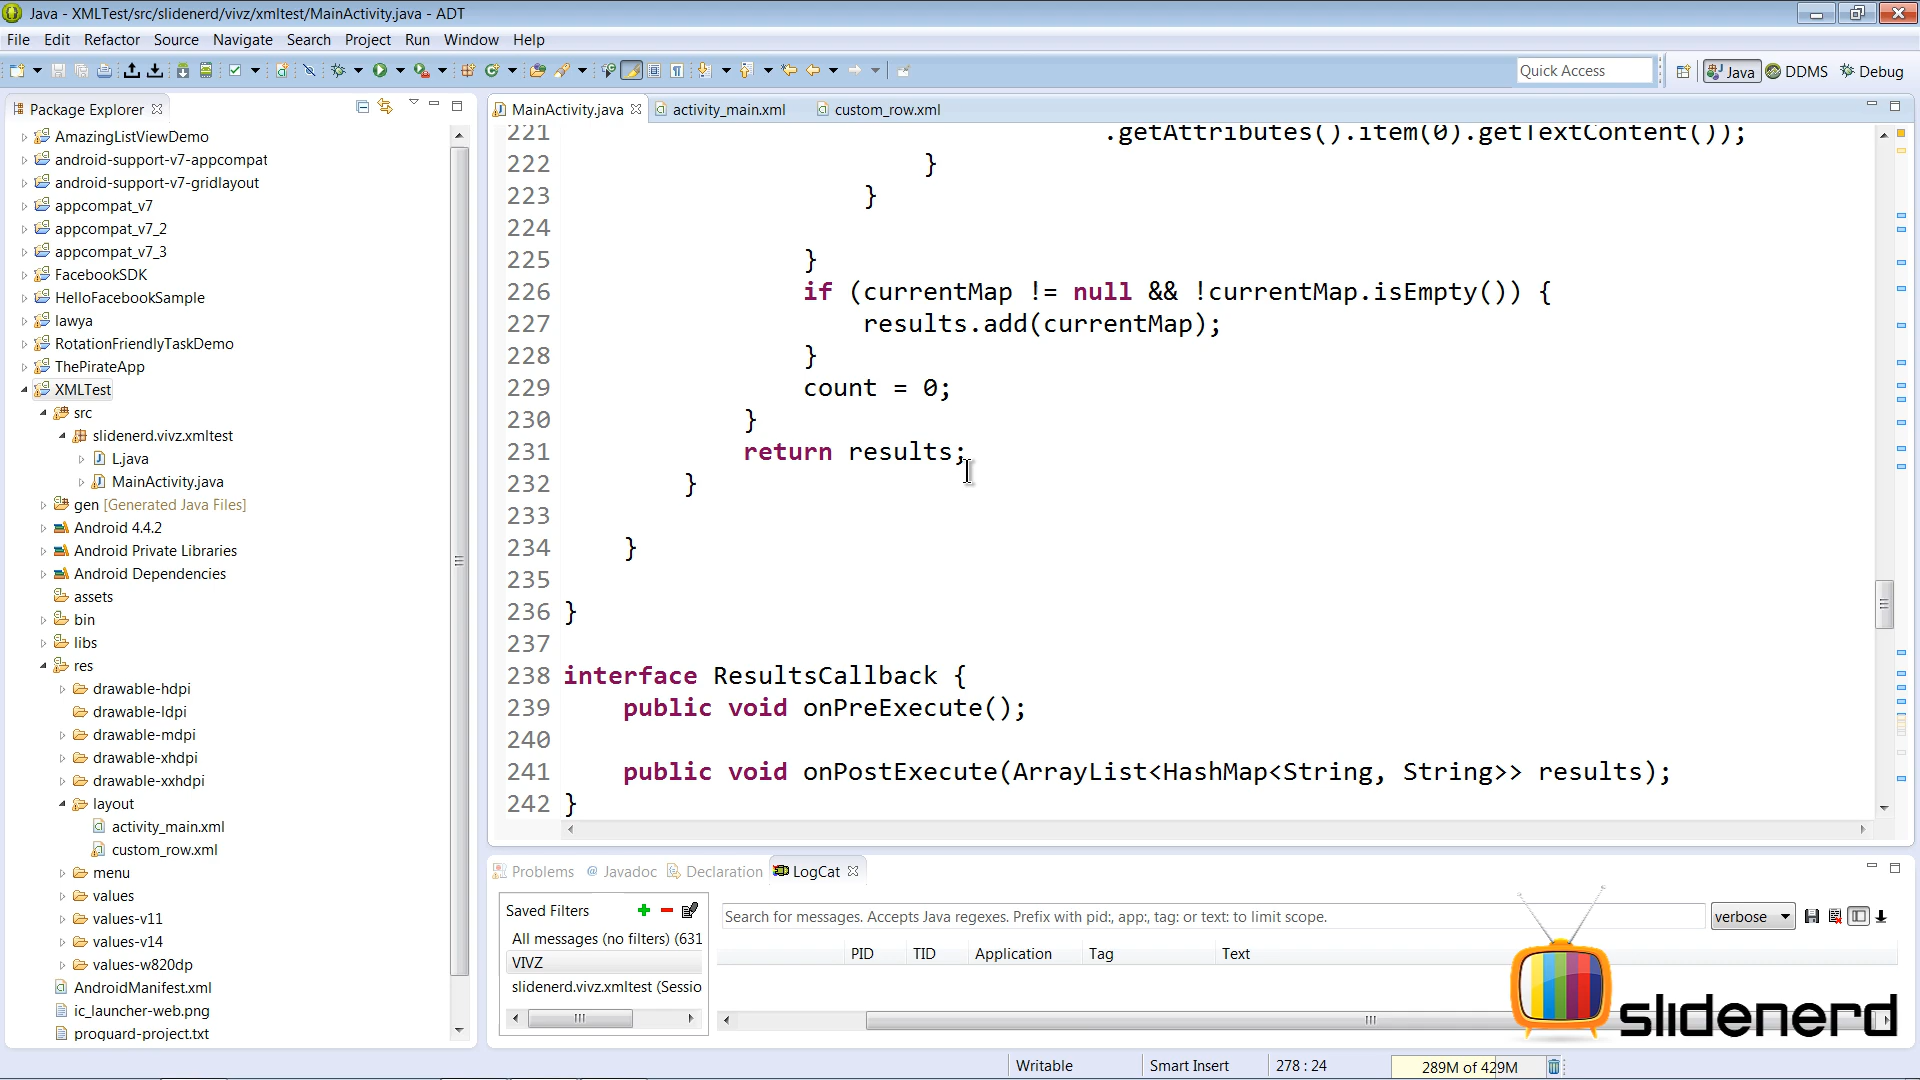 Java - XMLTest/src/slidenerd/vivz/xmltest/MainActivity.java - ADT
File Edit Refactor Source Navigate Search Project Run Window Help
Quick Access
Java
DDMS
Debug
Package Explorer
AmazingListViewDemo
android-support-v7-appcompat
android-support-v7-gridlayout
appcompat_v7
appcompat_v7_2
appcompat_v7_3
FacebookSDK
HelloFacebookSample
lawya
RotationFriendlyTaskDemo
ThePirateApp
XMLTest
src
slidenerd.vivz.xmltest
L.java
MainActivity.java
gen [Generated Java Files]
Android 4.4.2
Android Private Libraries
Android Dependencies
assets
bin
libs
res
drawable-hdpi
drawable-ldpi
drawable-mdpi
drawable-xhdpi
drawable-xxhdpi
layout
activity_main.xml
custom_row.xml
menu
values
values-v11
values-v14
values-w820dp
AndroidManifest.xml
ic_launcher-web.png
proguard-project.txt
MainActivity.java activity_main.xml custom_row.xml
221 .getAttributes().item(0).getTextContent());
222 }
223 }
224
225 }
226 if (currentMap != null && !currentMap.isEmpty()) {
227 results.add(currentMap);
228 }
229 count = 0;
230 }
231 return results;
232 }
233
234 }
235
236 }
237
238 interface ResultsCallback {
239 public void onPreExecute();
240
241 public void onPostExecute(ArrayList<HashMap<String, String>> results);
242 }
Problems @ Javadoc Declaration LogCat
Saved Filters
All messages (no filters) (631
VIVZ
slidenerd.vivz.xmltest (Sessio
Search for messages. Accepts Java regexes. Prefix with pid:, app:, tag: or text: to limit scope.
verbose
PID TID Application Tag Text
slidenerd
Writable Smart Insert 278 : 24 289M of 429M